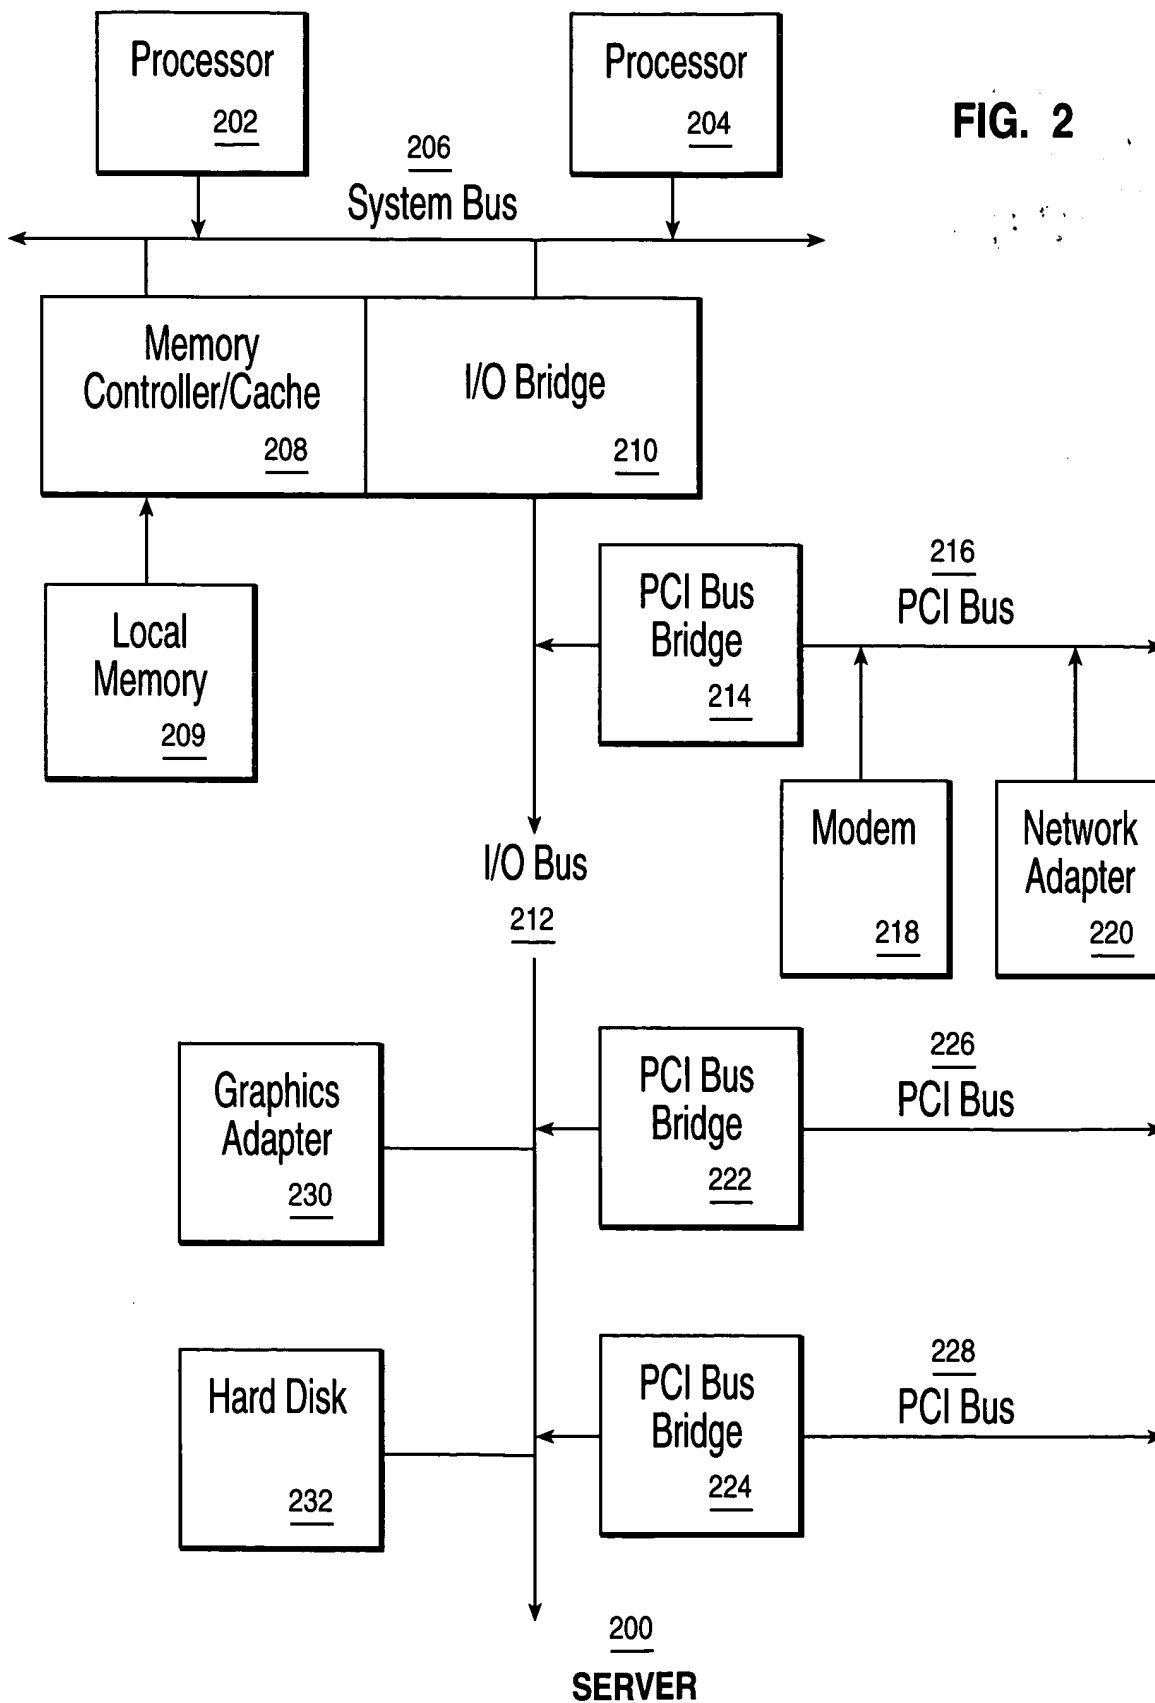 Processor
202
Processor
204
FIG. 2
206
System Bus
Memory
Controller/Cache
208
I/O Bridge
210
Local
Memory
209
PCI Bus
Bridge
214
216
PCI Bus
Modem
218
Network
Adapter
220
I/O Bus
212
Graphics
Adapter
230
PCI Bus
Bridge
222
226
PCI Bus
Hard Disk
232
PCI Bus
Bridge
224
228
PCI Bus
200
SERVER